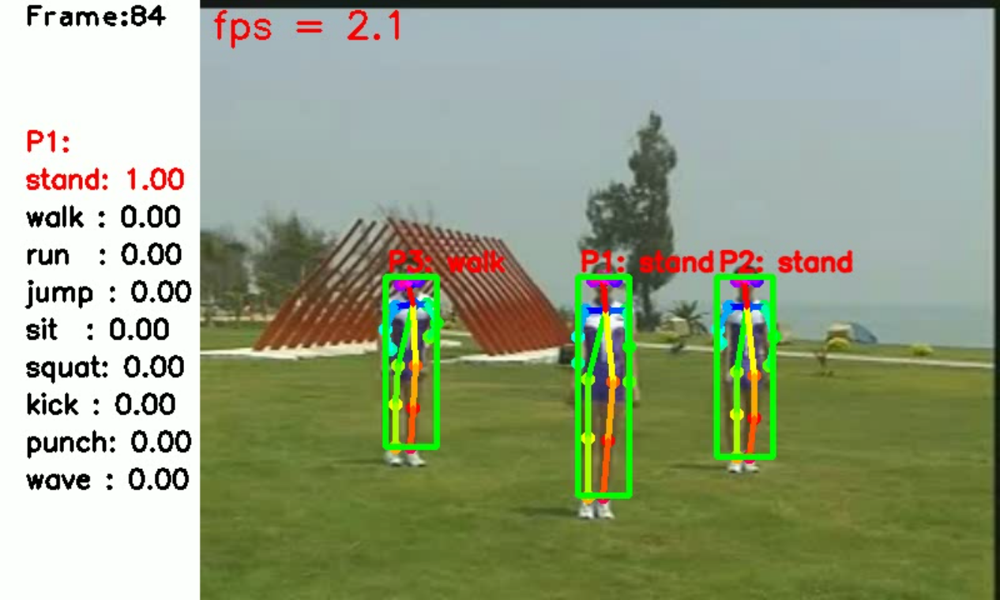 Frame:84
fps = 2.1
P1:
stand: 1.00
walk : 0.00
run : 0.00
jump : 0.00
sit : 0.00
squat: 0.00
kick : 0.00
punch: 0.00
wave : 0.00
P3: walk
P1: stand
P2: stand